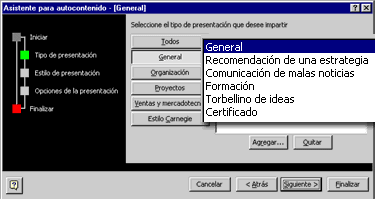 Asistente para autocontenido - [General]
Seleccione el tipo de presentación que desee impartir
Iniciar
Tipo de presentación
Estilo de presentación
Opciones de la presentación
Finalizar
Todos
General
Organización
Proyectos
Ventas y mercadotecn
Estilo Carnegie
General
Recomendación de una estrategia
Comunicación de malas noticias
Formación
Torbellino de ideas
Certificado
Agregar...
Quitar
Cancelar
< Atrás
Siguiente >
Finalizar